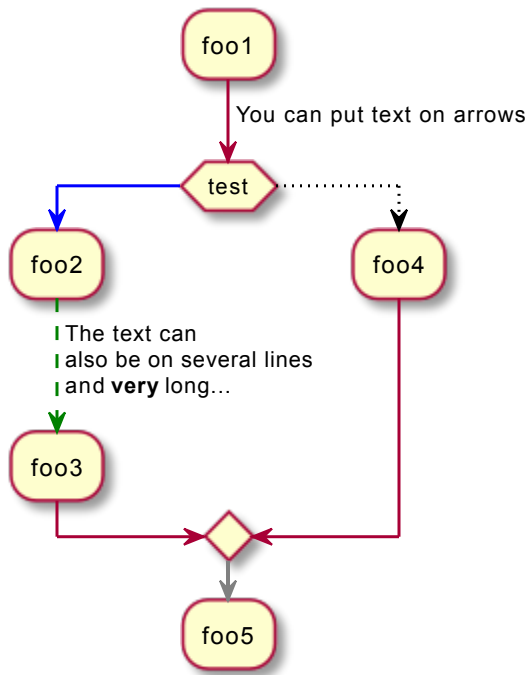 foo1
You can put text on arrows
test
foo2
foo4
The text can
also be on several lines
and very long...
foo3
foo5